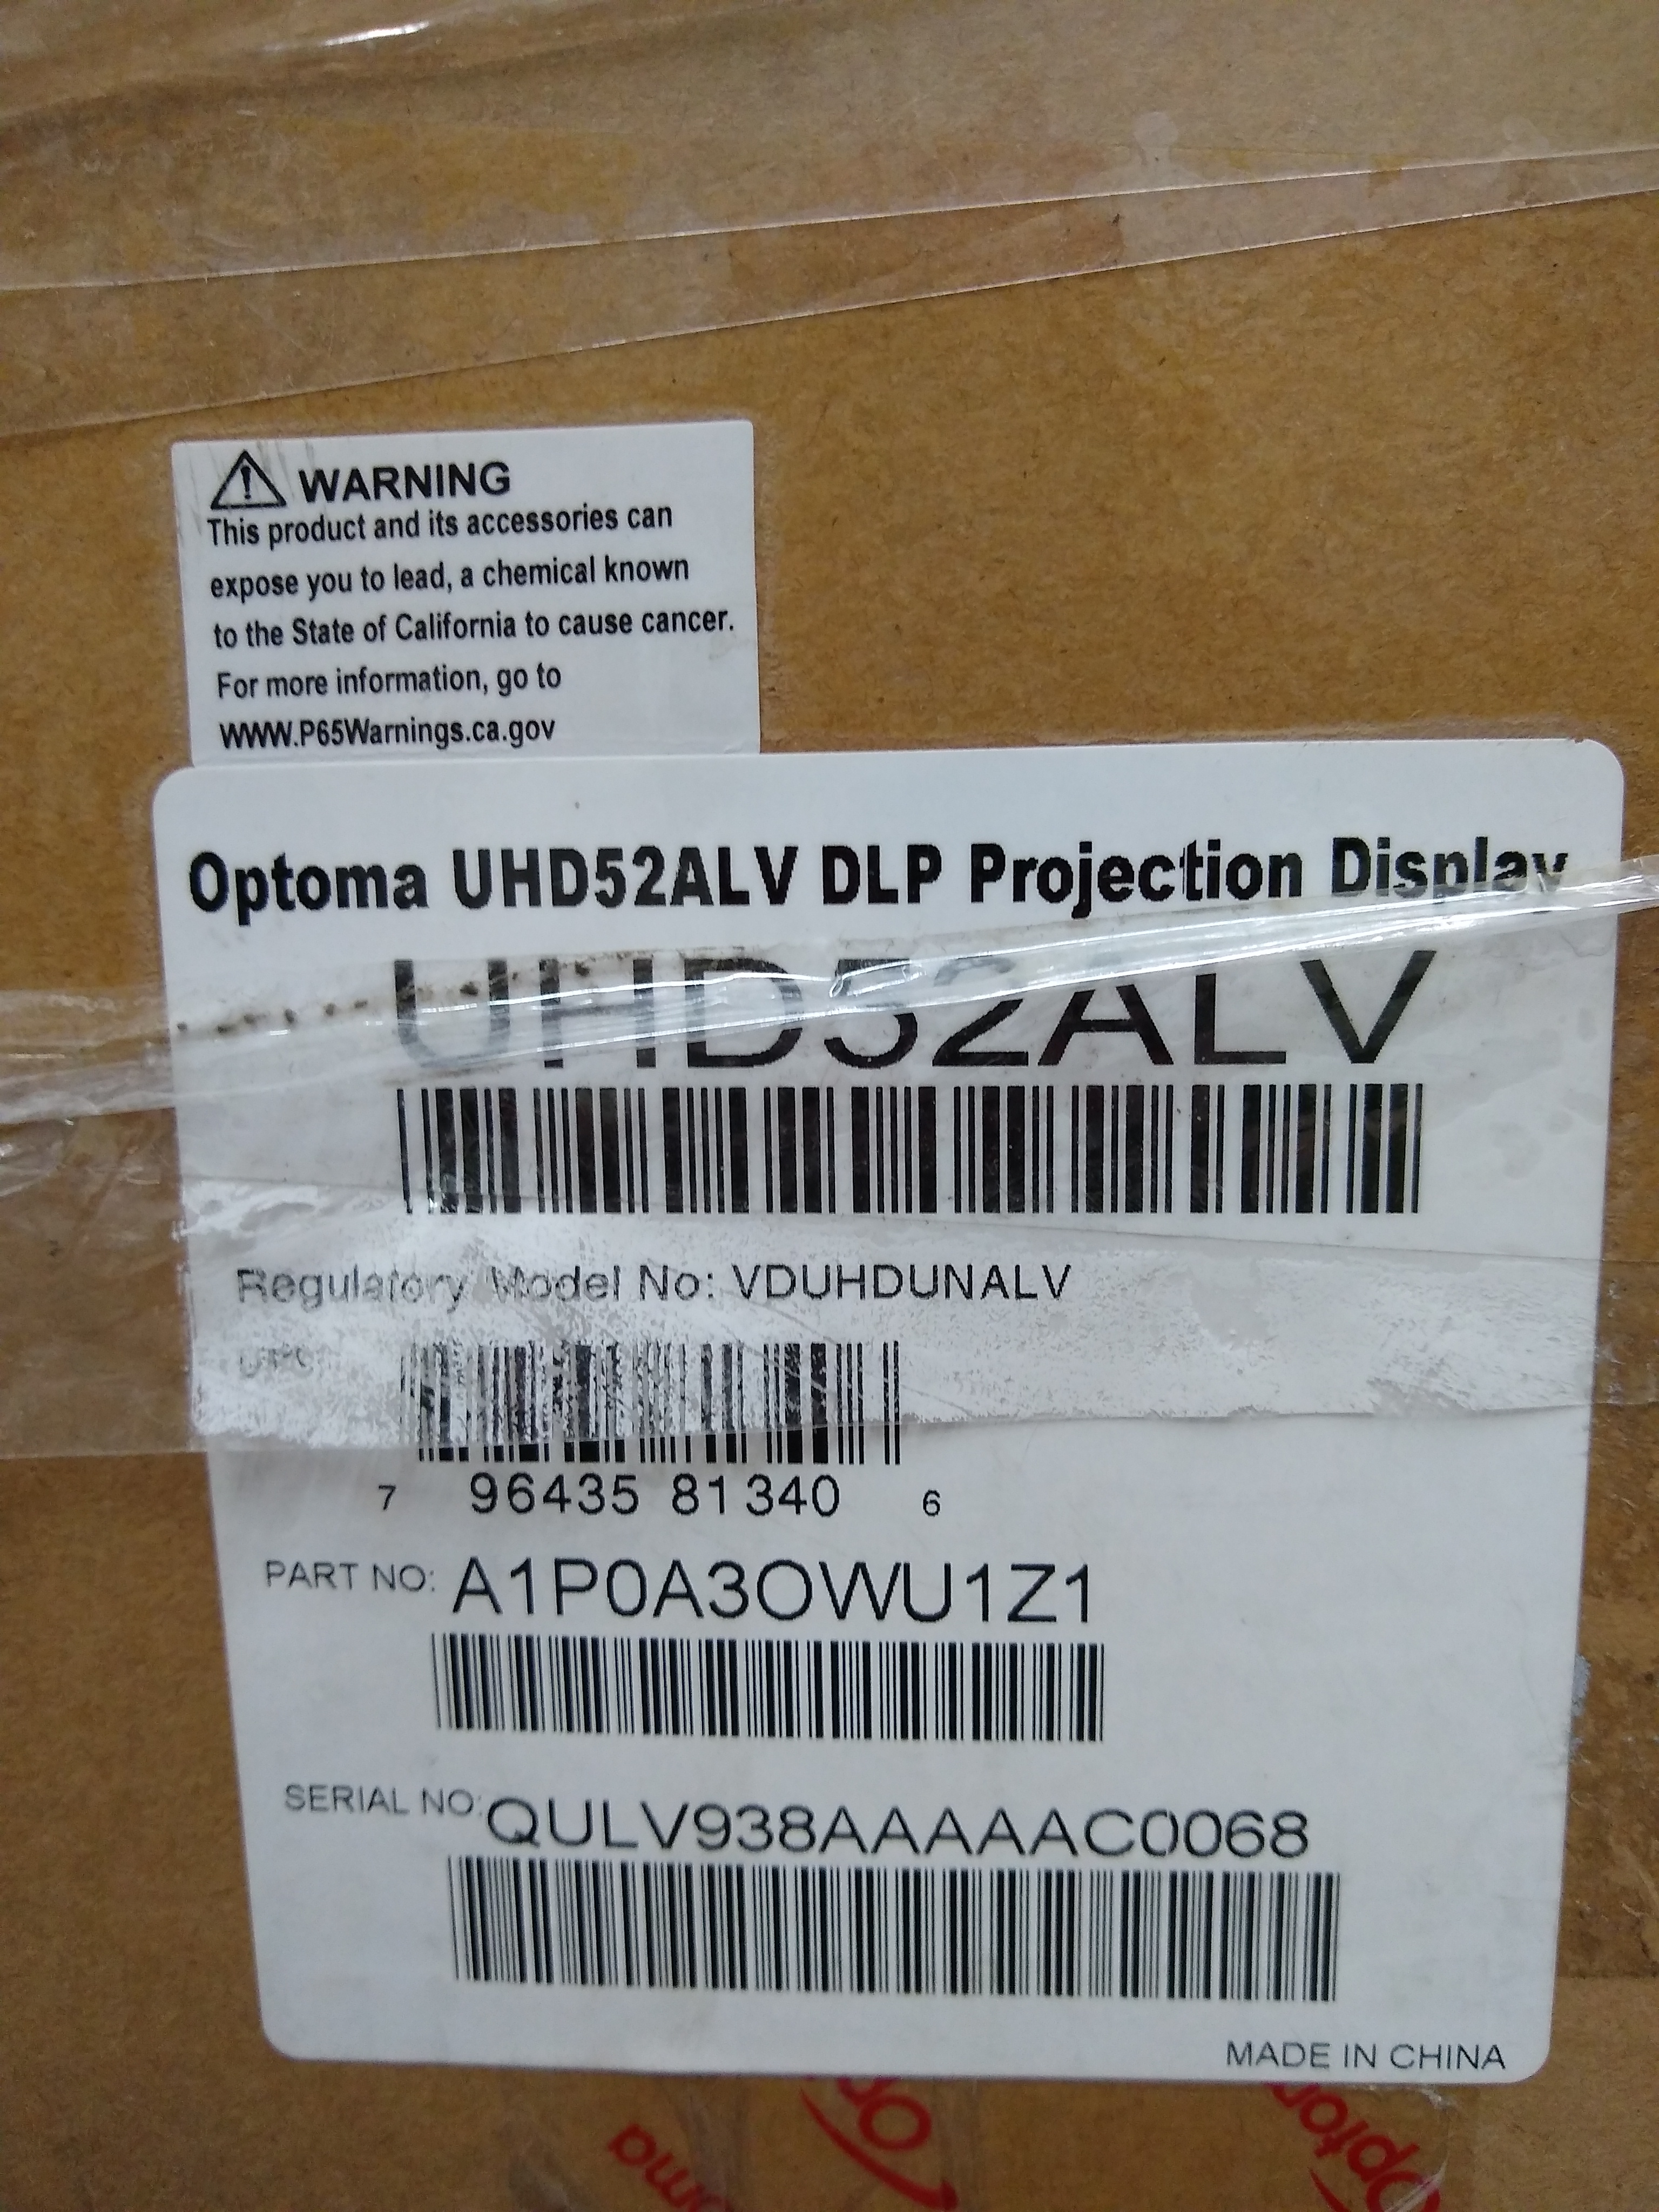 WARNING
This product and its accessories can
expose you to lead, a chemical known
to the State of California to cause cancer.
For more information, go to
WWW.P65Warnings.ca.gov
Optoma UHD52ALV DLP Projection Display
UHD52ALV
Regulatory Model No: VDUHDUNALV
UPC
7 96435 81340 6
PART NO: A1P0A3OWU1Z1
SERIAL NO: QULV938AAAAAC0068
MADE IN CHINA
Optoma